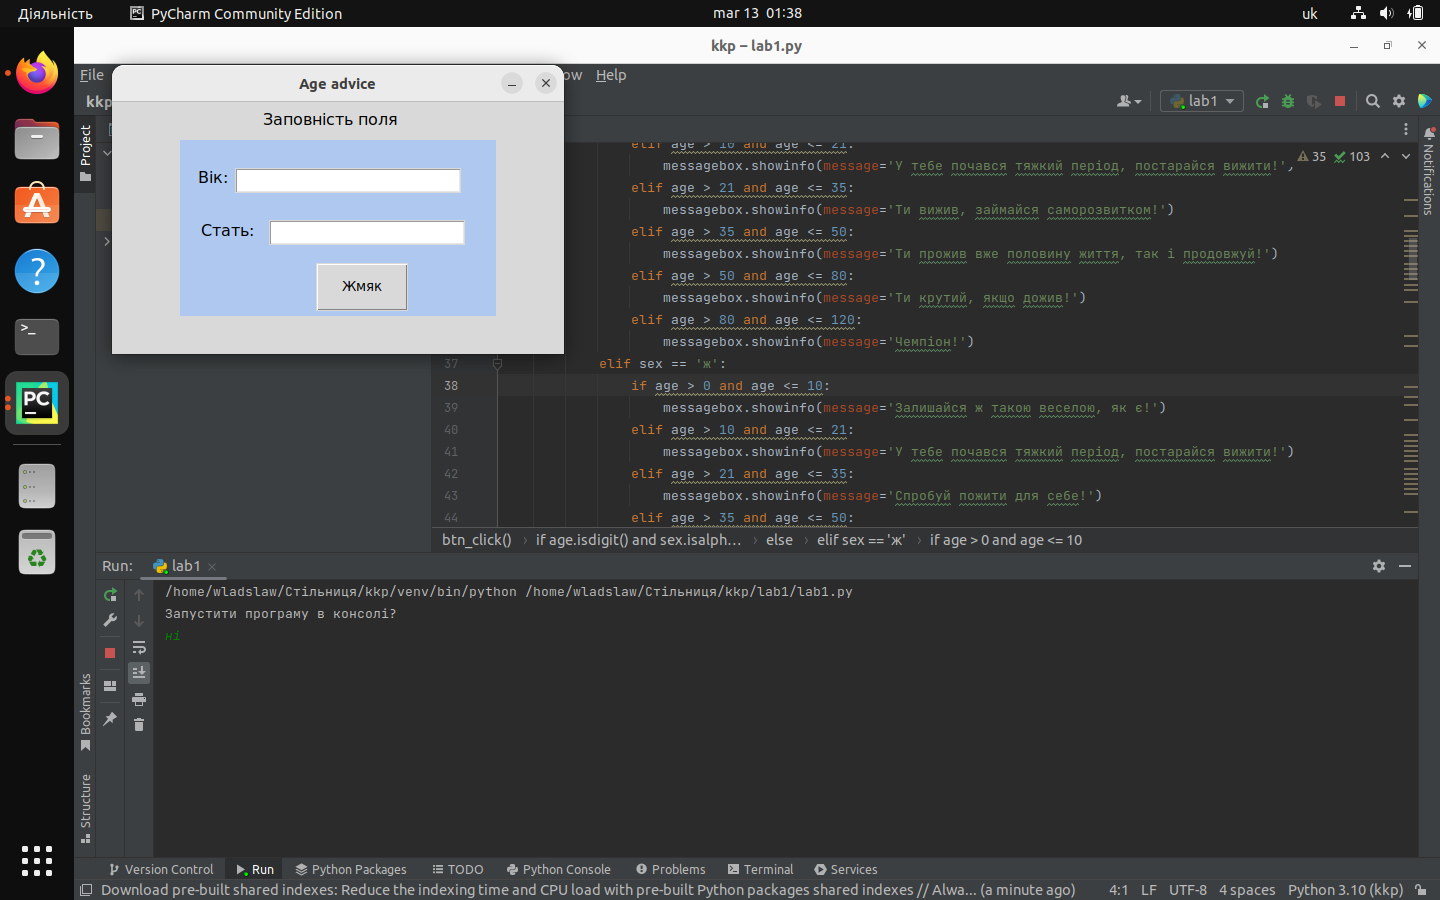 Діяльність
PyCharm Community Edition
mar 13 01:38
uk
kkp – lab1.py
File
ow
Help
kkp
lab1
Age advice
Заповність поля
Вік:
Стать:
Жмяк
Project
Notifications
35 103
elif age > 10 and age <= 21:
messagebox.showinfo(message='У тебе почався тяжкий період, постарайся вижити!')
elif age > 21 and age <= 35:
messagebox.showinfo(message='Ти вижив, займайся саморозвитком!')
elif age > 35 and age <= 50:
messagebox.showinfo(message='Ти прожив вже половину життя, так і продовжуй!')
elif age > 50 and age <= 80:
messagebox.showinfo(message='Ти крутий, якщо дожив!')
elif age > 80 and age <= 120:
messagebox.showinfo(message='Чемпіон!')
37 elif sex == 'ж':
38 if age > 0 and age <= 10:
39 messagebox.showinfo(message='Залишайся ж такою веселою, як є!')
40 elif age > 10 and age <= 21:
41 messagebox.showinfo(message='У тебе почався тяжкий період, постарайся вижити!')
42 elif age > 21 and age <= 35:
43 messagebox.showinfo(message='Спробуй пожити для себе!')
44 elif age > 35 and age <= 50:
btn_click() › if age.isdigit() and sex.isalph... › else › elif sex == 'ж' › if age > 0 and age <= 10
Run: lab1
/home/wladslaw/Стільниця/kkp/venv/bin/python /home/wladslaw/Стільниця/kkp/lab1/lab1.py
Запустити програму в консолі?
ні
Bookmarks
Structure
Version Control
Run
Python Packages
TODO
Python Console
Problems
Terminal
Services
Download pre-built shared indexes: Reduce the indexing time and CPU load with pre-built Python packages shared indexes // Alwa... (a minute ago)
4:1 LF UTF-8 4 spaces Python 3.10 (kkp)